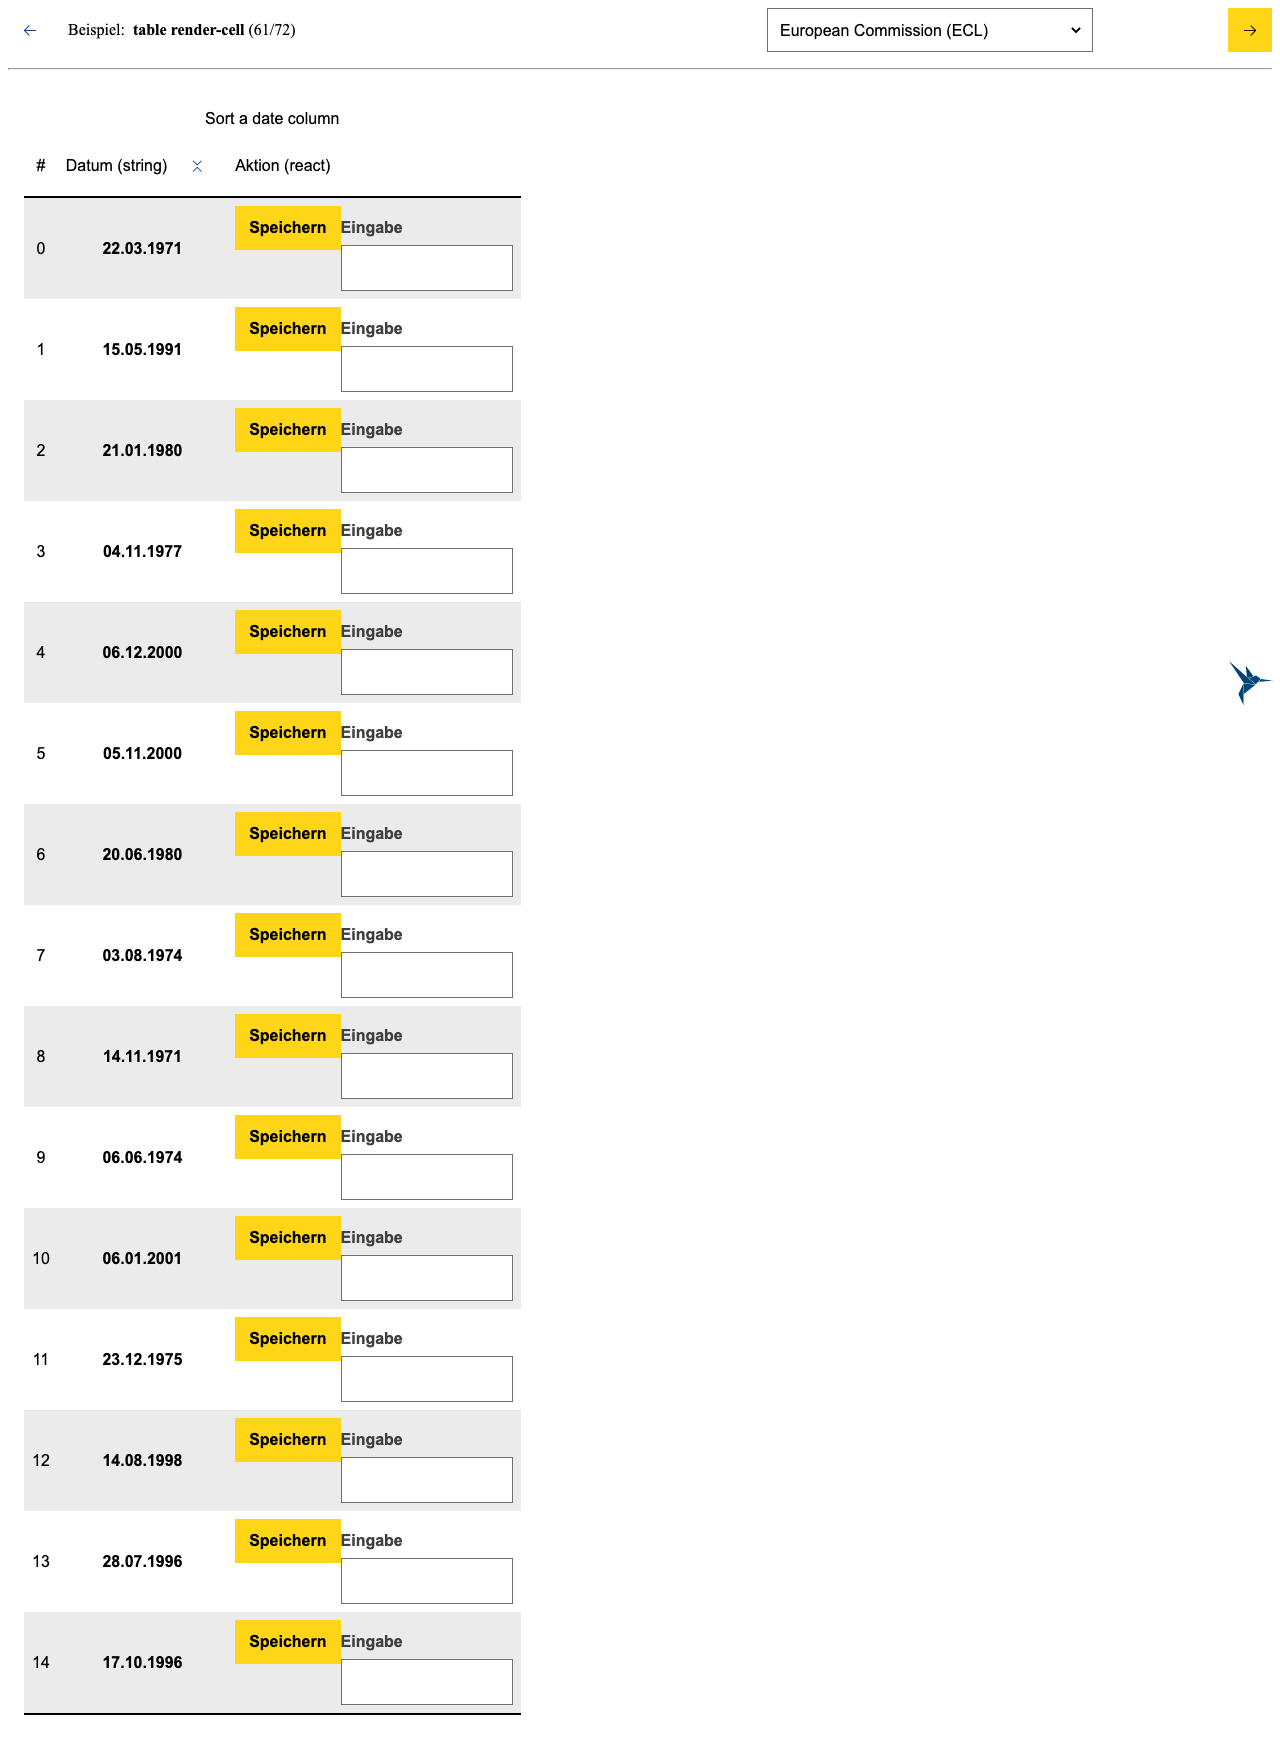 Beispiel: table render-cell (61/72)
European Commission (ECL)
Sort a date column
# Datum (string) Aktion (react)
0 22.03.1971 Speichern Eingabe
1 15.05.1991 Speichern Eingabe
2 21.01.1980 Speichern Eingabe
3 04.11.1977 Speichern Eingabe
4 06.12.2000 Speichern Eingabe
5 05.11.2000 Speichern Eingabe
6 20.06.1980 Speichern Eingabe
7 03.08.1974 Speichern Eingabe
8 14.11.1971 Speichern Eingabe
9 06.06.1974 Speichern Eingabe
10 06.01.2001 Speichern Eingabe
11 23.12.1975 Speichern Eingabe
12 14.08.1998 Speichern Eingabe
13 28.07.1996 Speichern Eingabe
14 17.10.1996 Speichern Eingabe